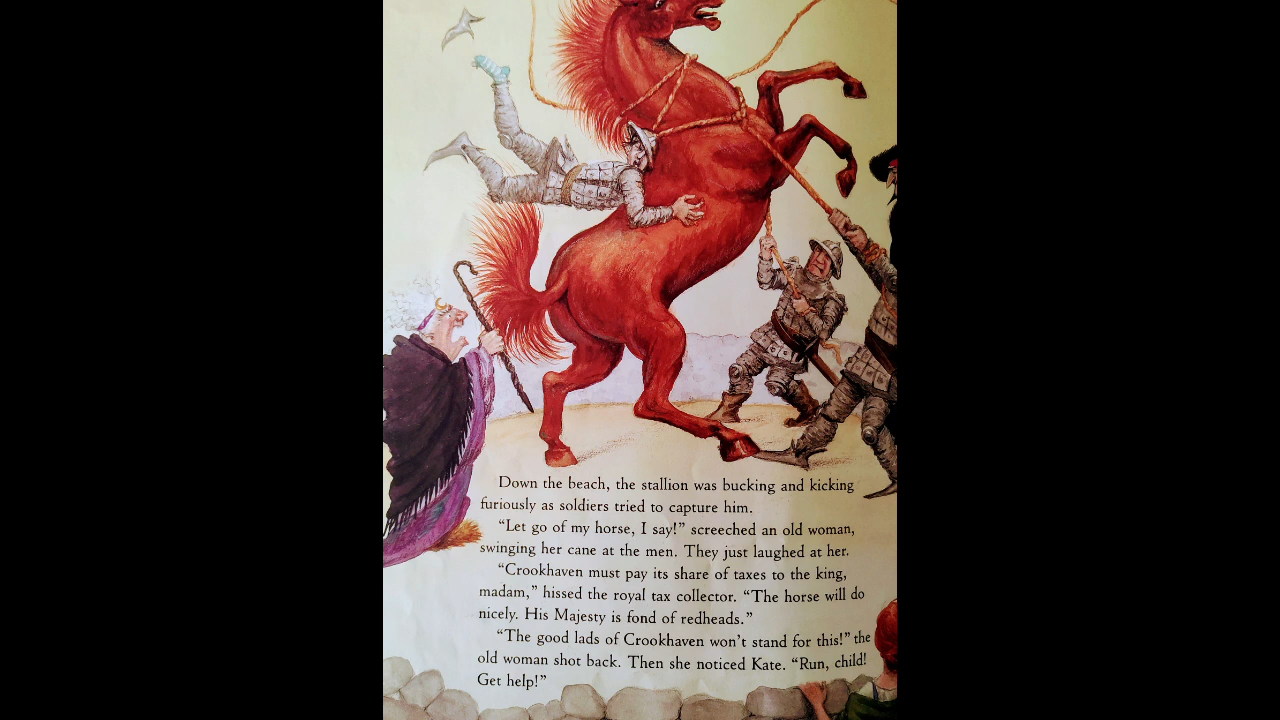 Down the beach, the stallion was bucking and kicking
furiously as soldiers tried to capture him.
“Let go of my horse, I say!” screeched an old woman,
swinging her cane at the men. They just laughed at her.
“Crookhaven must pay its share of taxes to the king,
madam,” hissed the royal tax collector. “The horse will do
nicely. His Majesty is fond of redheads.”
“The good lads of Crookhaven won’t stand for this!” the
old woman shot back. Then she noticed Kate. “Run, child!
Get help!”